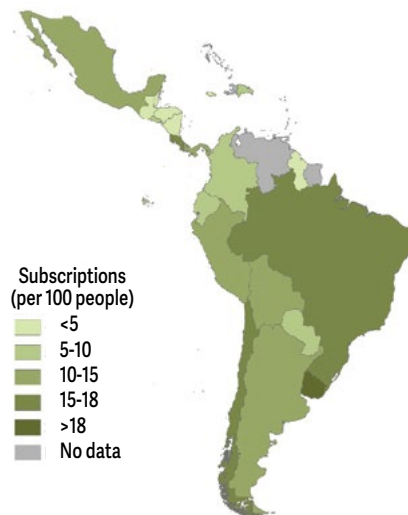 Subscriptions
(per 100 people)
<5
5-10
10-15
15-18
>18
No data